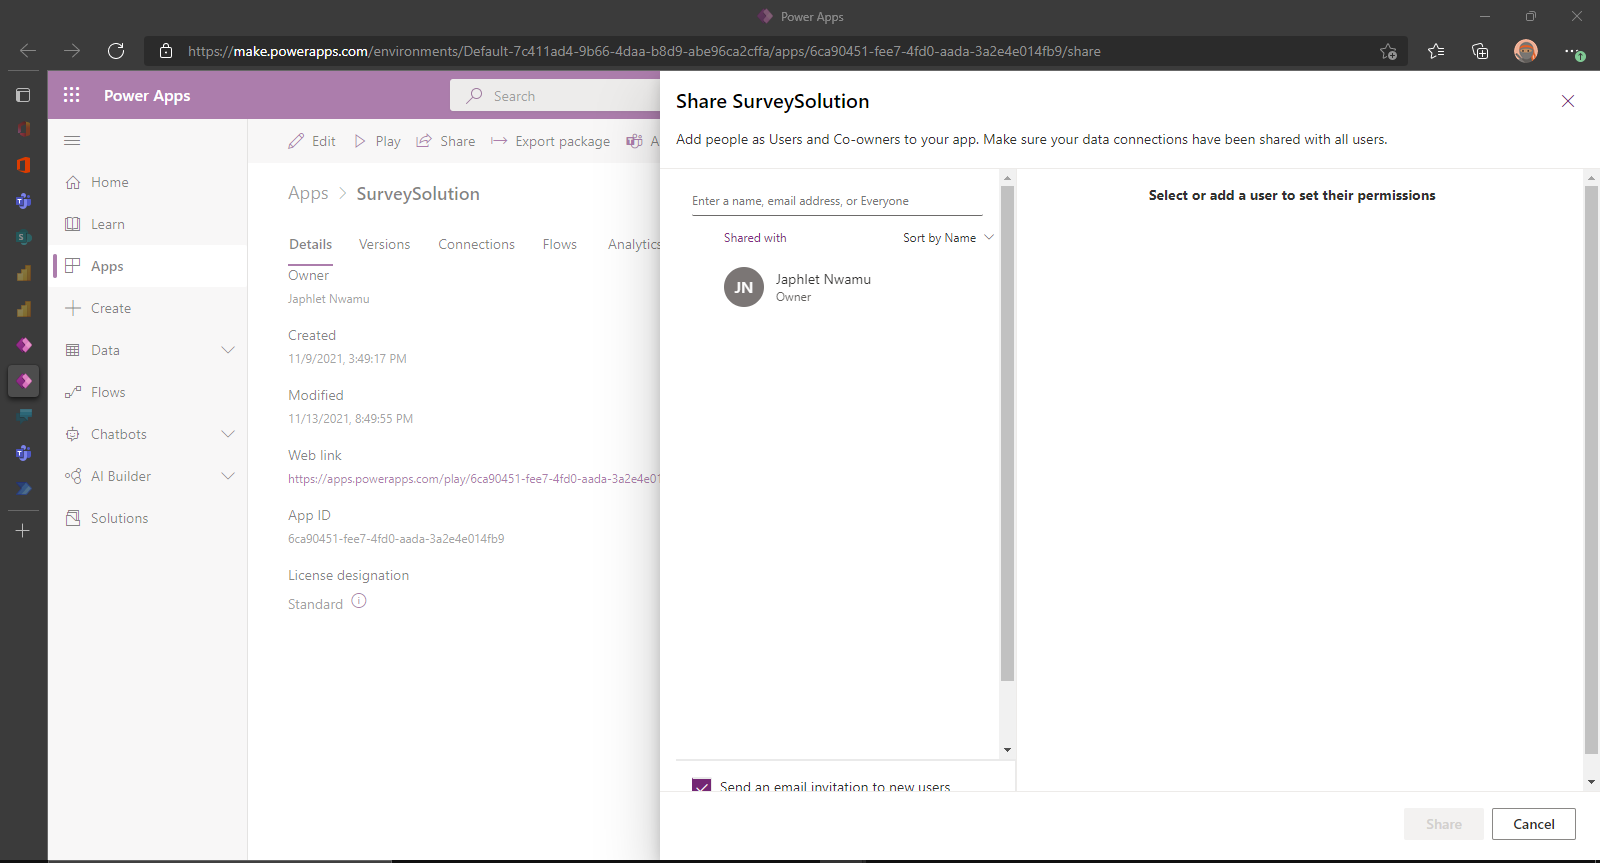 Power Apps
https://make.powerapps.com/environments/Default-7c411ad4-9b66-4daa-b8d9-abe96ca2cffa/apps/6ca90451-fee7-4fd0-aada-3a2e4e014fb9/share
Power Apps
Search
Home
Learn
Apps
Create
Data
Flows
Chatbots
AI Builder
Solutions
Edit
Play
Share
Export package
A
Apps > SurveySolution
Details
Versions
Connections
Flows
Analytics
Owner
Japhlet Nwamu
Created
11/9/2021, 3:49:17 PM
Modified
11/13/2021, 8:49:55 PM
Web link
https://apps.powerapps.com/play/6ca90451-fee7-4fd0-aada-3a2e4e01
App ID
6ca90451-fee7-4fd0-aada-3a2e4e014fb9
License designation
Standard
Share SurveySolution
Add people as Users and Co-owners to your app. Make sure your data connections have been shared with all users.
Enter a name, email address, or Everyone
Shared with
Sort by Name
JN
Japhlet Nwamu
Owner
Send an email invitation to new users
Select or add a user to set their permissions
Share
Cancel